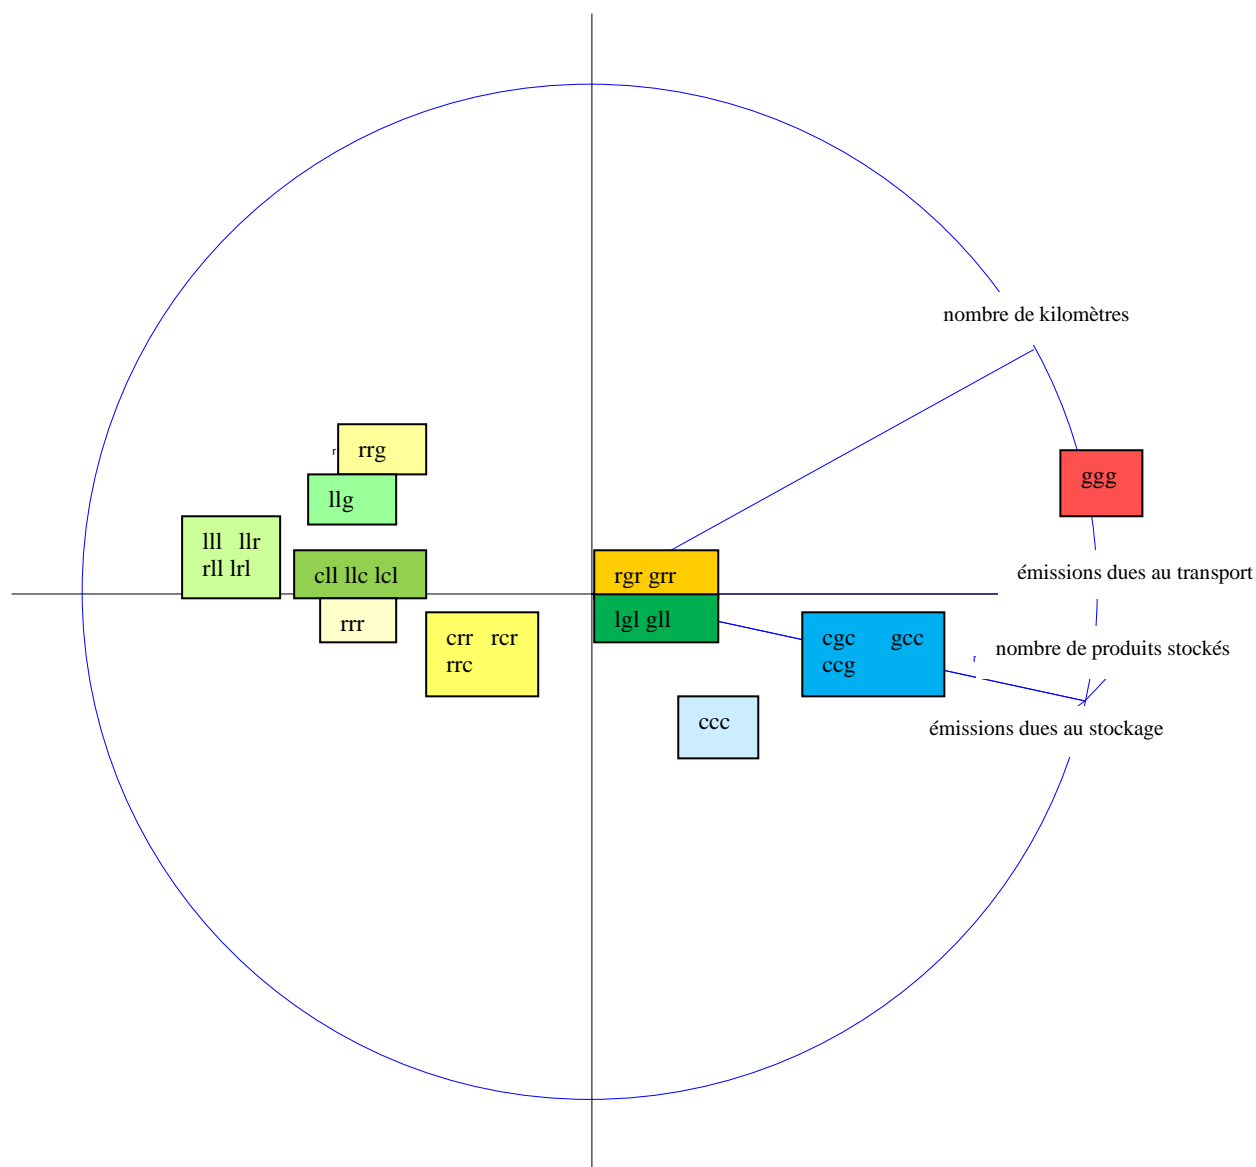 nombre de kilomètres
r
rrg
ggg
llg
lll llr
rll lrl
cll llc lcl
rgr grr
émissions dues au transport
rrr
lgl gll
crr rcr
rrc
cgc gcc
ccg
r
nombre de produits stockés
ccc
émissions dues au stockage